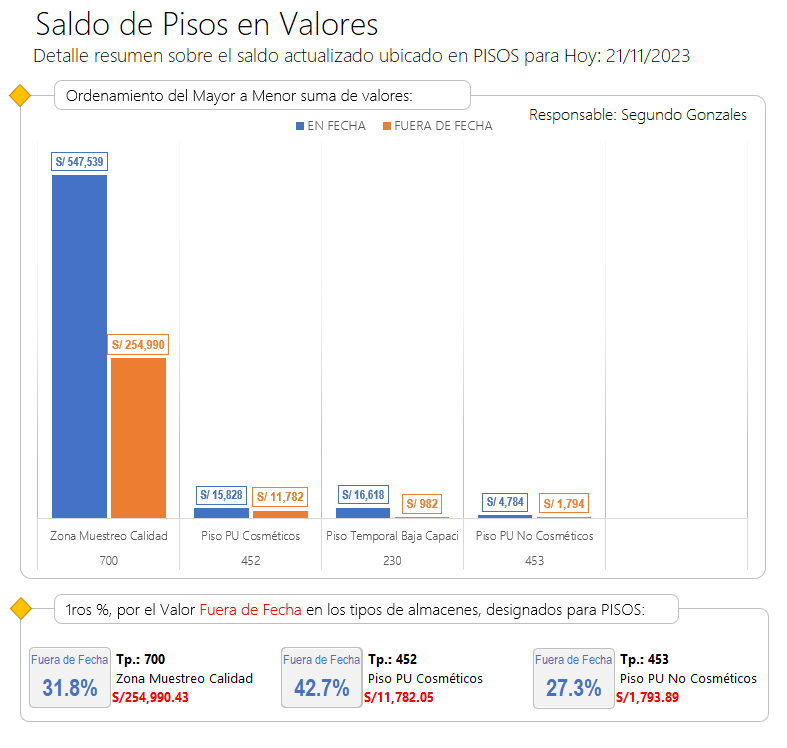 Saldo de Pisos en Valores
Detalle resumen sobre el saldo actualizado ubicado en PISOS para Hoy: 21/11/2023
Ordenamiento del Mayor a Menor suma de valores:
Responsable: Segundo Gonzales
EN FECHA FUERA DE FECHA
S/ 547,539
S/ 254,990
S/ 15,828
S/ 11,782
S/ 16,618
S/ 982
S/ 4,784
S/ 1,794
Zona Muestreo Calidad
Piso PU Cosméticos
Piso Temporal Baja Capaci
Piso PU No Cosméticos
700
452
230
453
1ros %, por el Valor Fuera de Fecha en los tipos de almacenes, designados para PISOS:
Fuera de Fecha
31.8%
Tp.: 700
Zona Muestreo Calidad
S/254,990.43
Fuera de Fecha
42.7%
Tp.: 452
Piso PU Cosméticos
S/11,782.05
Fuera de Fecha
27.3%
Tp.: 453
Piso PU No Cosméticos
S/1,793.89